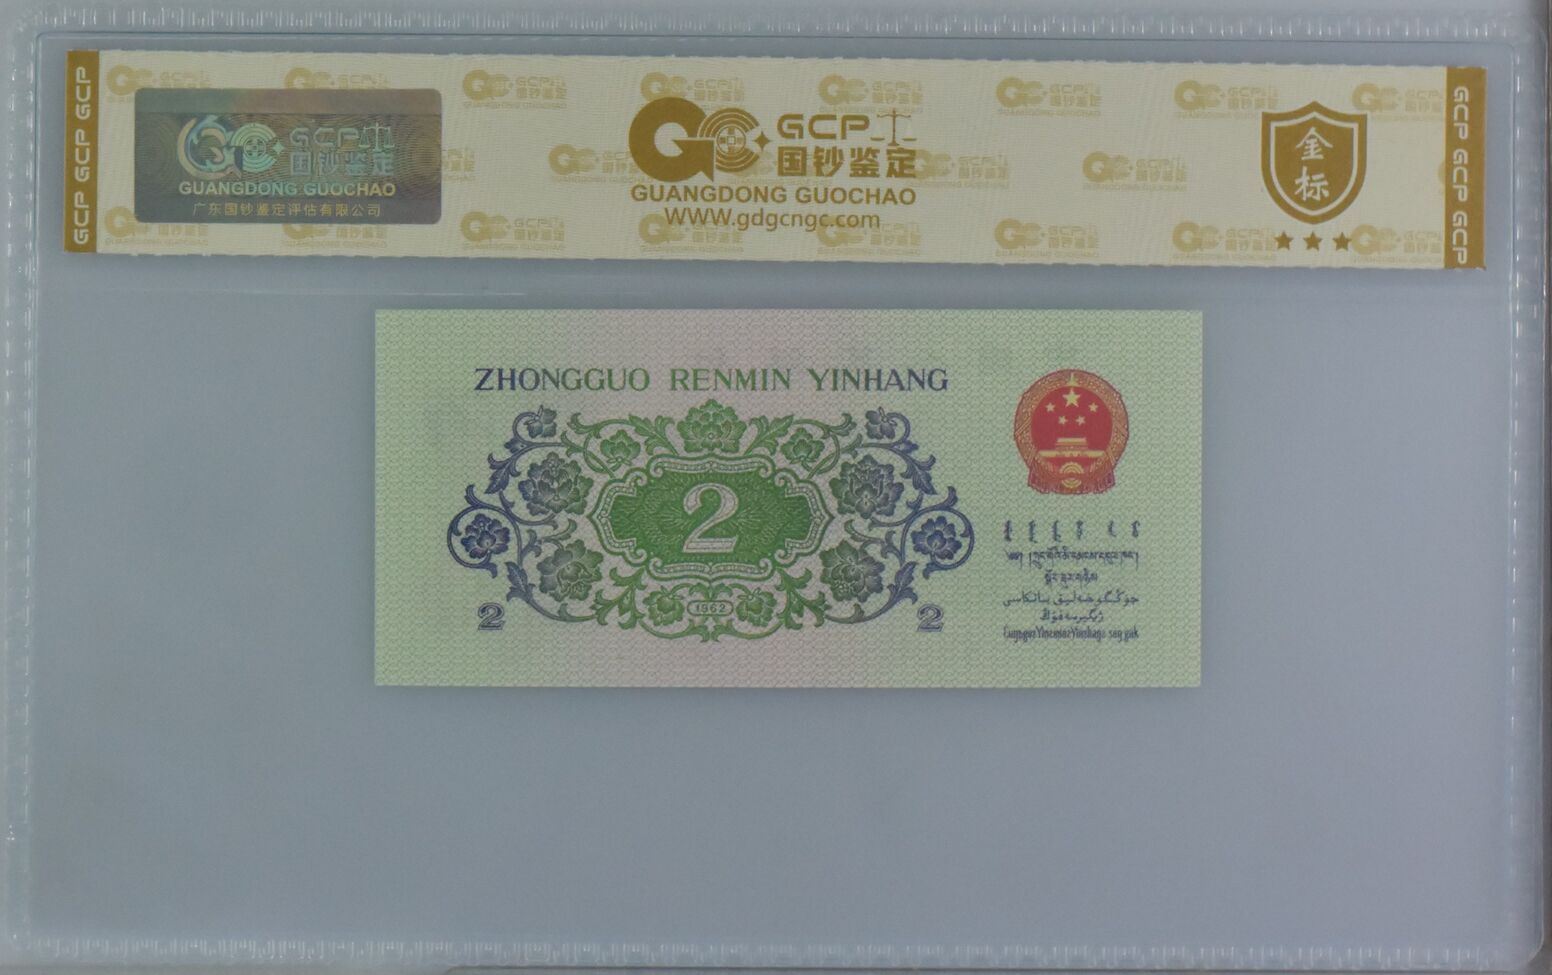 GCP GCP GCP
GCP
国钞鉴定
GUANGDONG GUOCHAO
广东国钞鉴定评估有限公司
GCP
国钞鉴定
GUANGDONG GUOCHAO
WWW.gdgcngc.com
金标
GCP GCP GCP
ZHONGGUO RENMIN YINHANG
2
1962
2
2